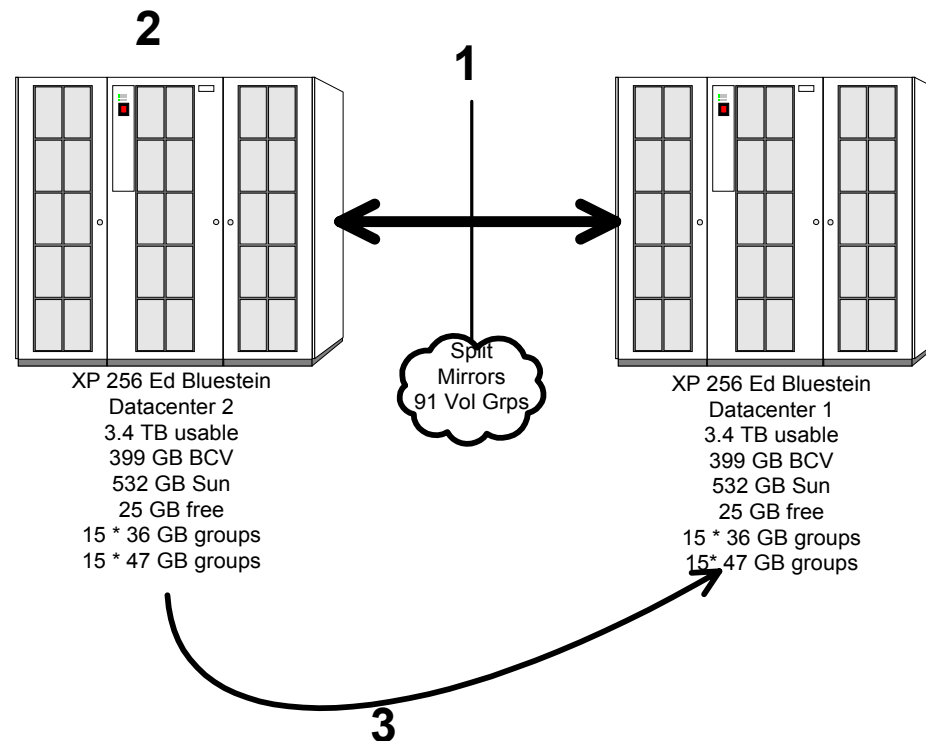 2
1
Split
Mirrors
91 Vol Grps
XP 256 Ed Bluestein
Datacenter 2
3.4 TB usable
399 GB BCV
532 GB Sun
25 GB free
15 * 36 GB groups
15 * 47 GB groups
XP 256 Ed Bluestein
Datacenter 1
3.4 TB usable
399 GB BCV
532 GB Sun
25 GB free
15 * 36 GB groups
15* 47 GB groups
3